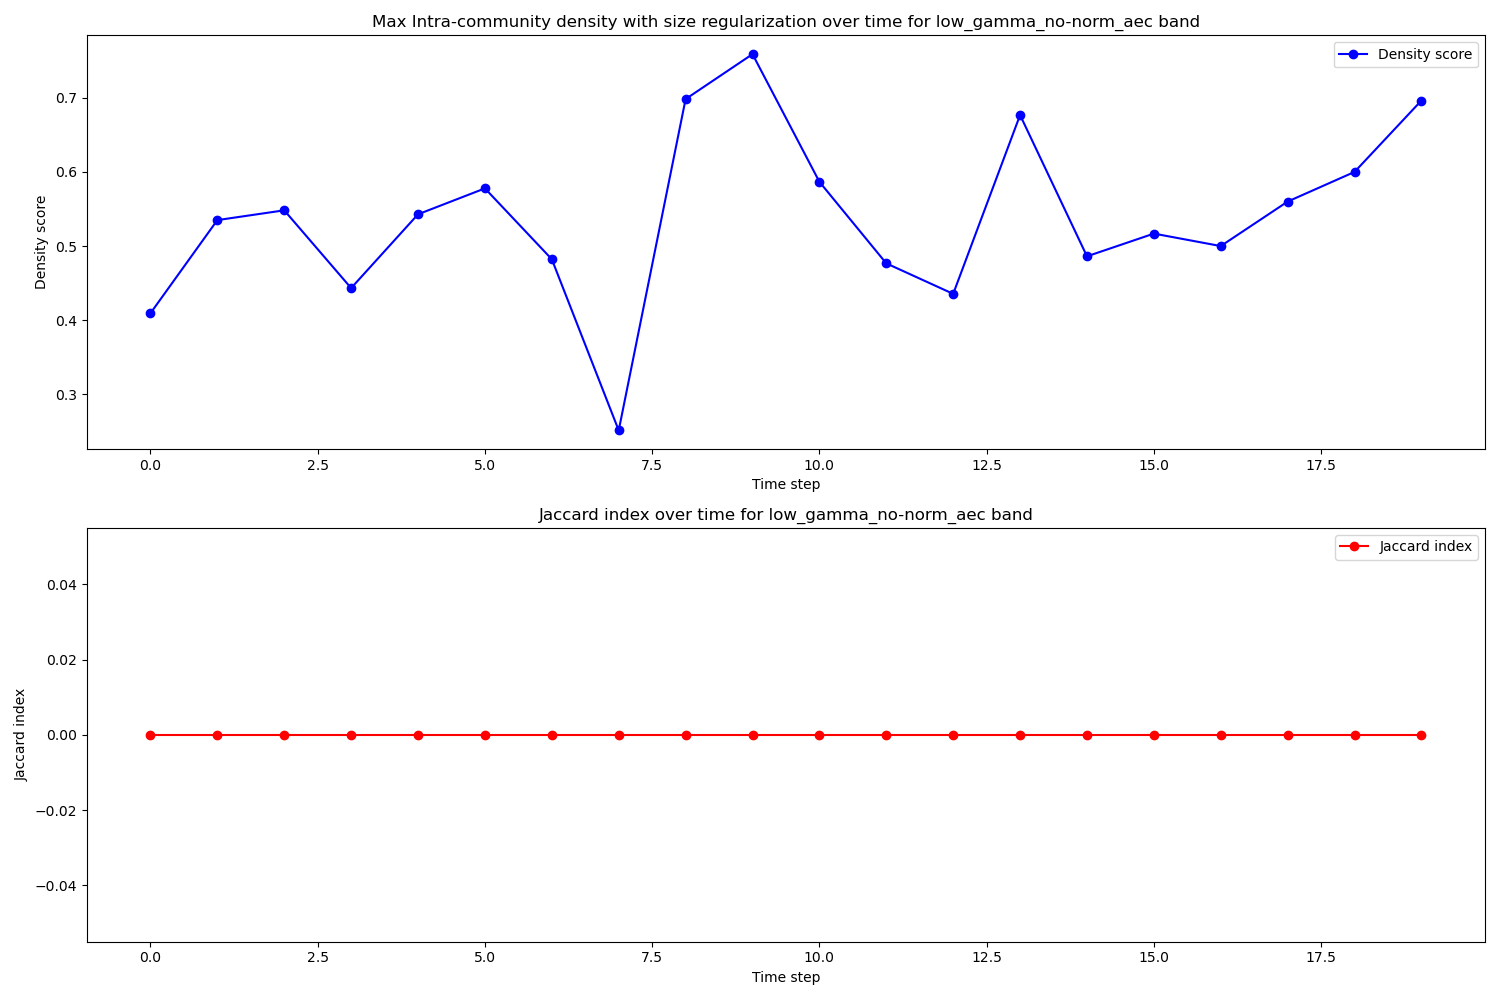 Max Intra-community density with size regularization over time for low_gamma_no-norm_aec band
Density score
Density score
0.7
0.6
0.5
0.4
0.3
0.0 2.5 5.0 7.5 10.0 12.5 15.0 17.5
Time step
Jaccard index over time for low_gamma_no-norm_aec band
Jaccard index
Jaccard index
0.04
0.02
0.00
−0.02
−0.04
0.0 2.5 5.0 7.5 10.0 12.5 15.0 17.5
Time step